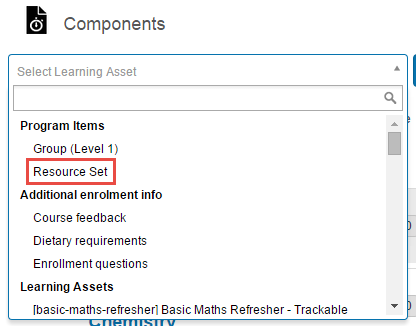 Components
Select Learning Asset
Program Items
Group (Level 1)
Resource Set
Additional enrolment info
Course feedback
Dietary requirements
Enrollment questions
Learning Assets
[basic-maths-refresher] Basic Maths Refresher - Trackable
Chemistry